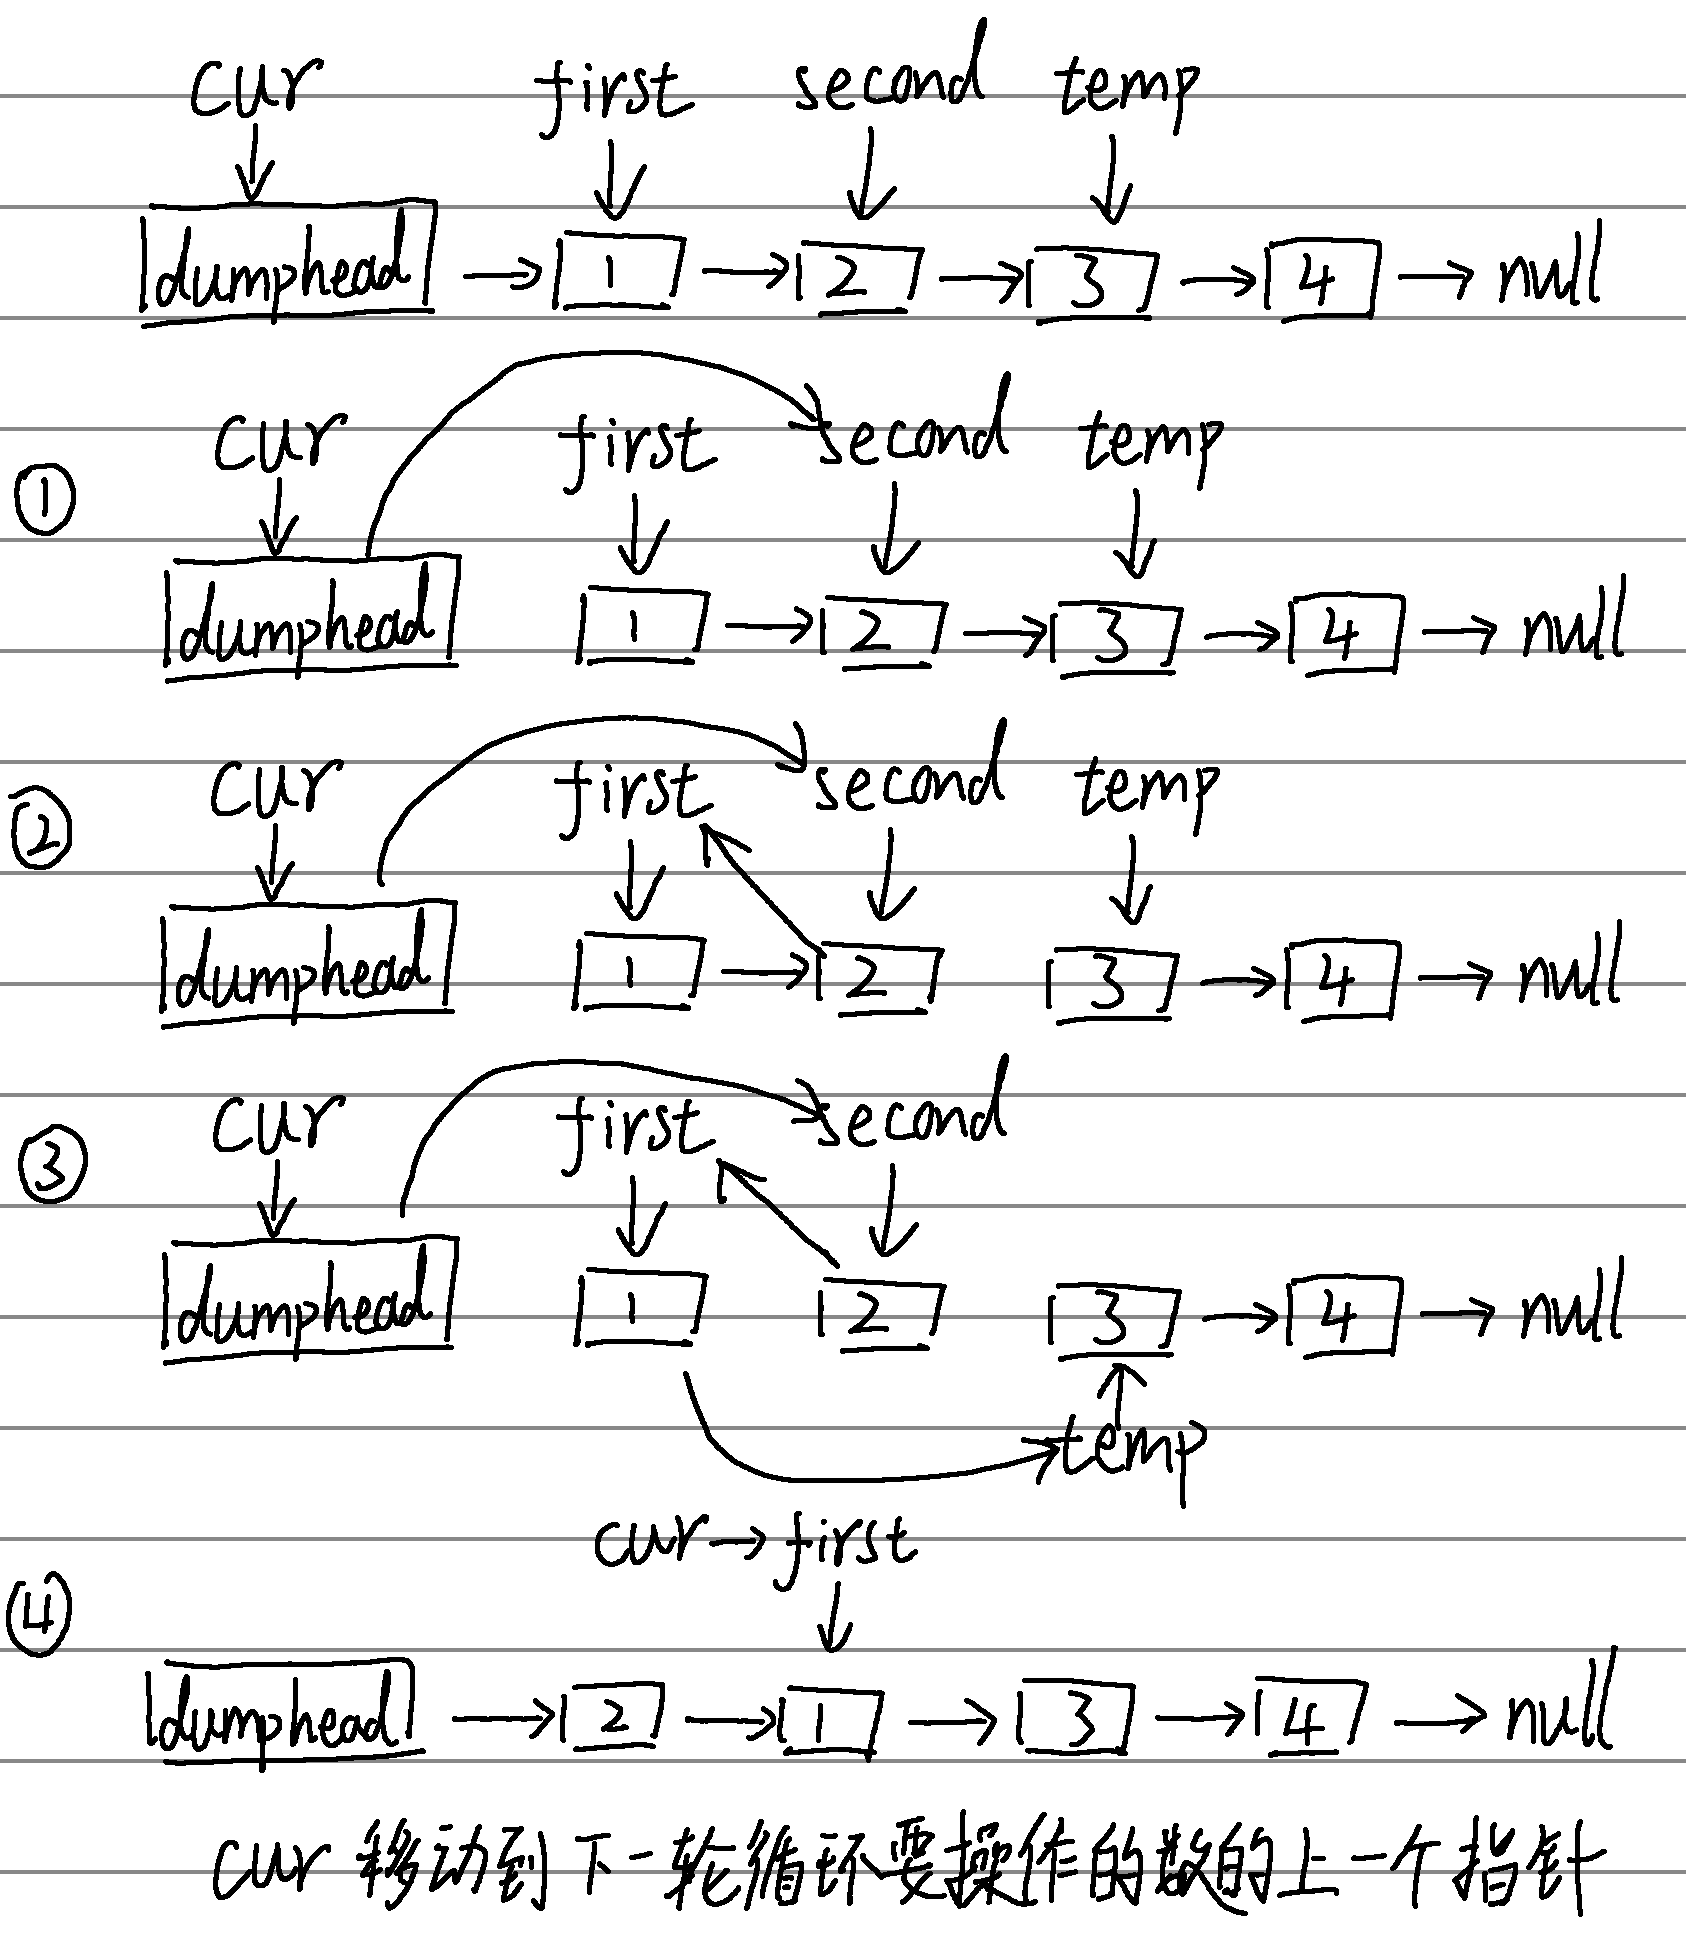 cur first second temp
dumphead → 1 → 2 → 3 → 4 → null
① cur first second temp
dumphead 1 → 2 → 3 → 4 → null
② cur first second temp
dumphead 1 → 2 3 → 4 → null
③ cur first second
dumphead 1 2 3 → 4 → null
temp
cur → first
④
dumphead → 2 → 1 → 3 → 4 → null
cur 移动到下一轮循环要操作的数的上一个指针